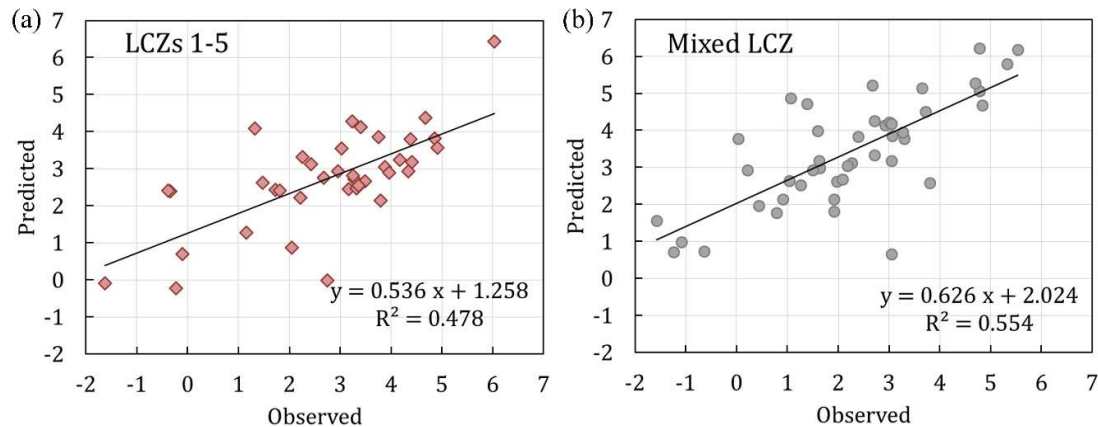 (a)
LCZs 1-5
7
6
5
4
3
2
1
0
-1
-2
Predicted
y = 0.536 x + 1.258
R² = 0.478
-2 -1 0 1 2 3 4 5 6 7
Observed
(b)
Mixed LCZ
7
6
5
4
3
2
1
0
-1
-2
Predicted
y = 0.626 x + 2.024
R² = 0.554
-2 -1 0 1 2 3 4 5 6 7
Observed